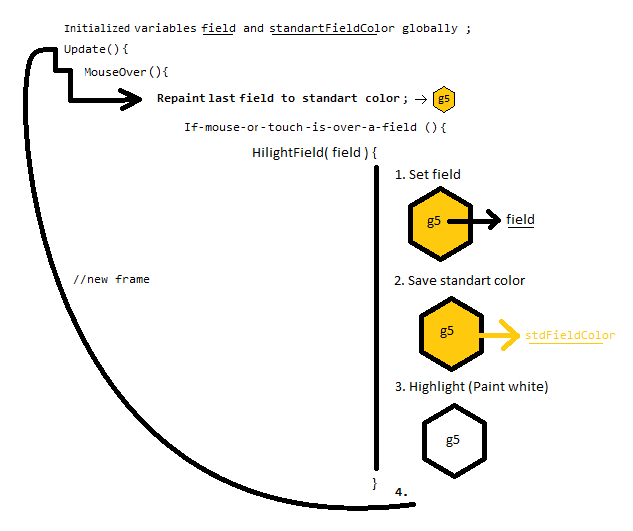 Initialized variables field and standartFieldColor globally ;
Update(){
MouseOver(){
Repaint last field to standart color ; g5
If-mouse-or-touch-is-over-a-field (){
HilightField( field ) {
1. Set field
g5 field
//new frame
2. Save standart color
g5 stdFieldColor
3. Highlight (Paint white)
g5
}
4.